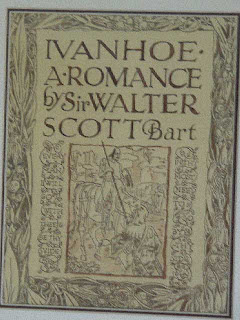 IVANHOE·
A·ROMANCE
by Sir WALTER
SCOTT Bart